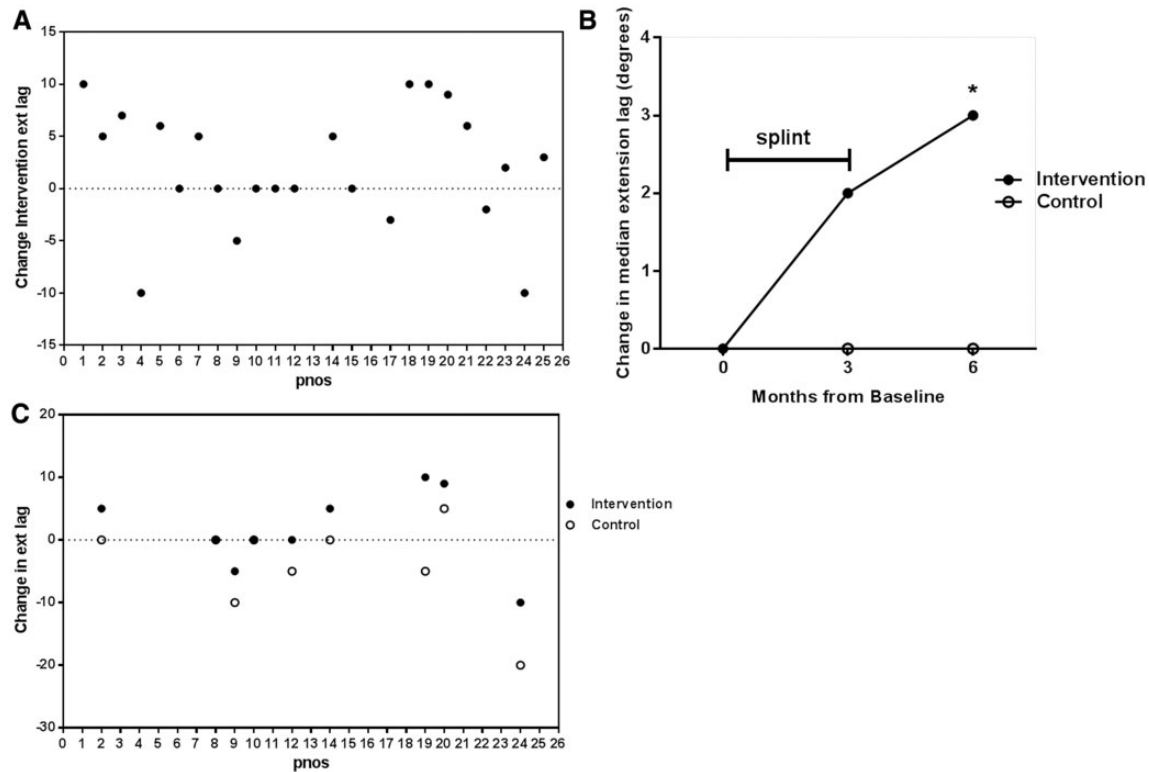 A
Change Intervention ext lag
15
10
5
0
-5
-10
-15
0 1 2 3 4 5 6 7 8 9 10 11 12 13 14 15 16 17 18 19 20 21 22 23 24 25 26
pnos
B
Change in median extension lag (degrees)
4
3
2
1
0
splint
*
0 3 6
Months from Baseline
Intervention
Control
C
Change in ext lag
20
10
0
-10
-20
-30
0 1 2 3 4 5 6 7 8 9 10 11 12 13 14 15 16 17 18 19 20 21 22 23 24 25 26
pnos
Intervention
Control